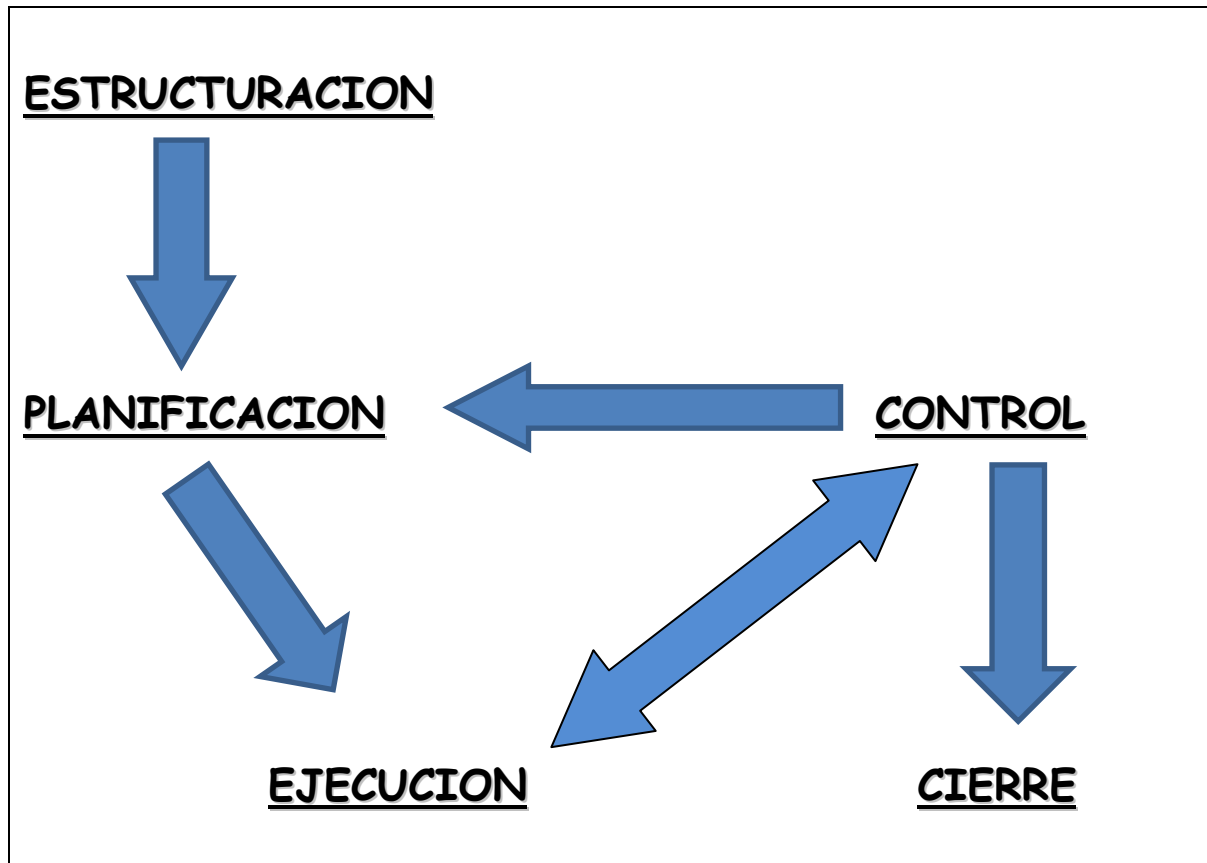 ESTRUCTURACION
PLANIFICACION
CONTROL
EJECUCION
CIERRE